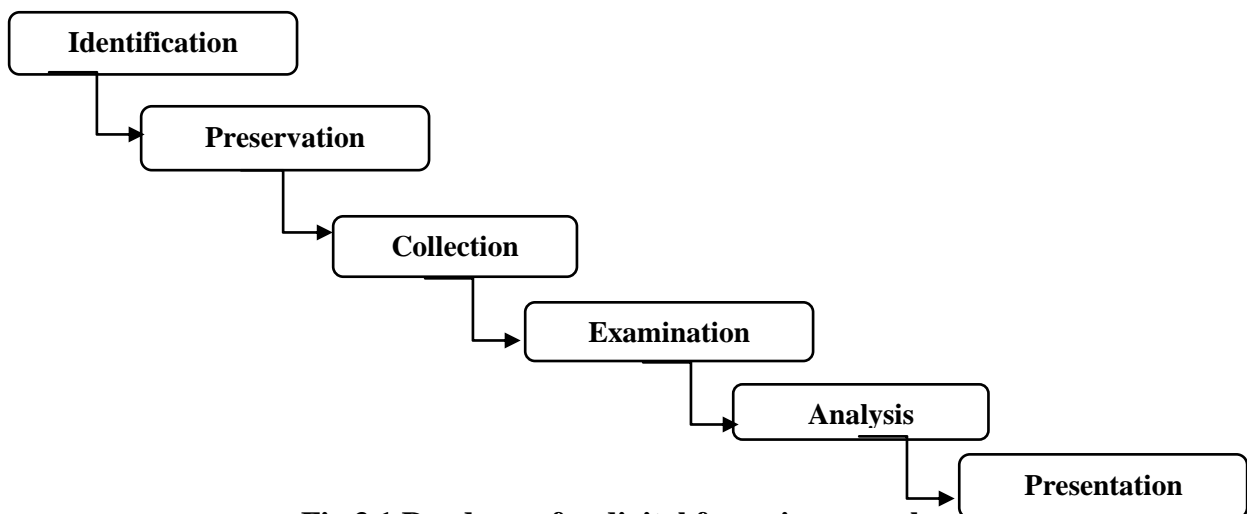 Identification
Preservation
Collection
Examination
Analysis
Presentation